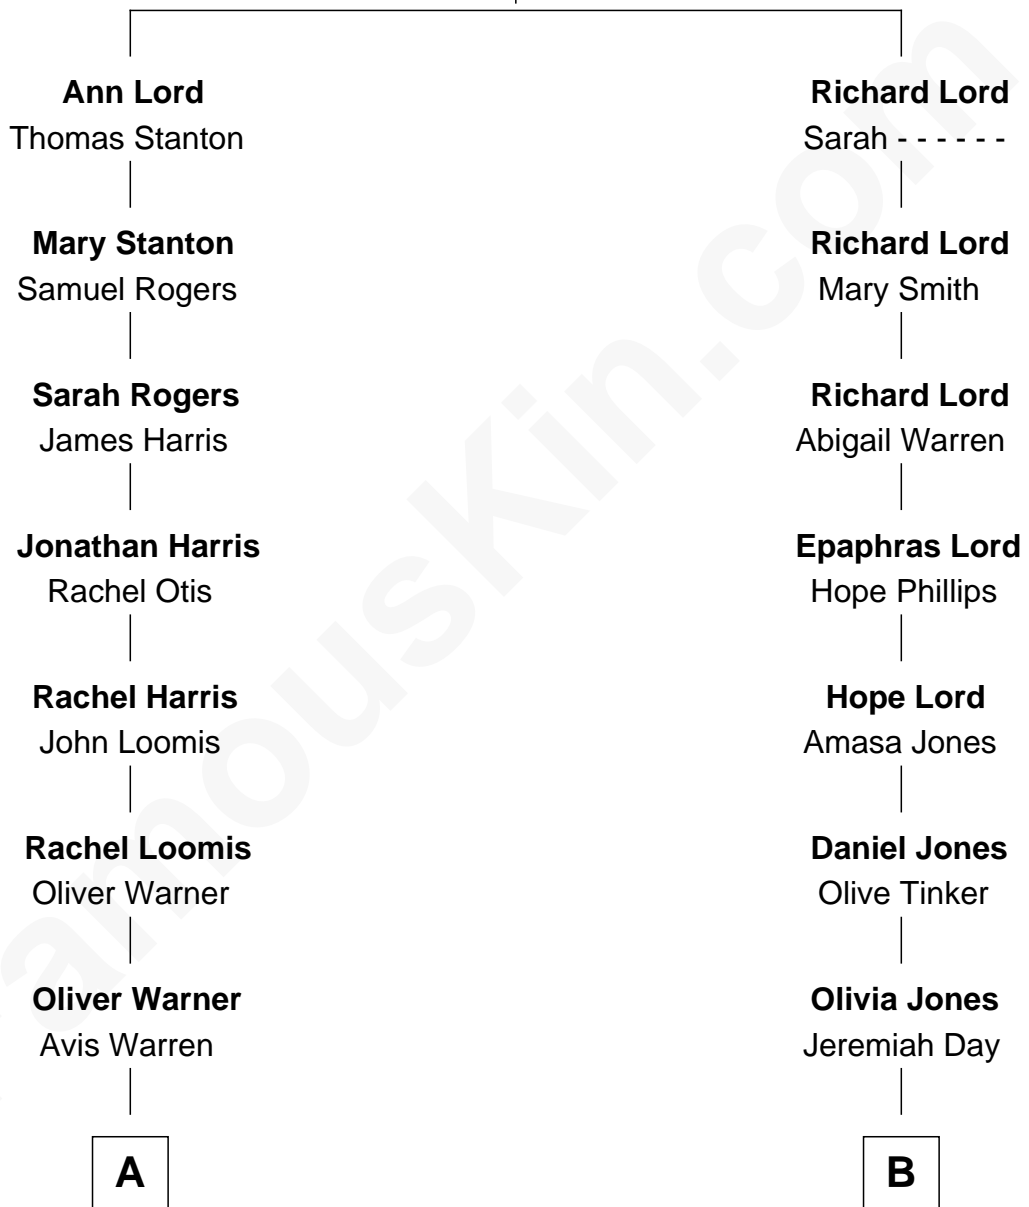 Ann Lord
Thomas Stanton
Mary Stanton
Samuel Rogers
Sarah Rogers
James Harris
Jonathan Harris
Rachel Otis
Rachel Harris
John Loomis
Rachel Loomis
Oliver Warner
Oliver Warner
Avis Warren
A
Richard Lord
Sarah - - - - - -
Richard Lord
Mary Smith
Richard Lord
Abigail Warren
Epaphras Lord
Hope Phillips
Hope Lord
Amasa Jones
Daniel Jones
Olive Tinker
Olivia Jones
Jeremiah Day
B
amouskin.com